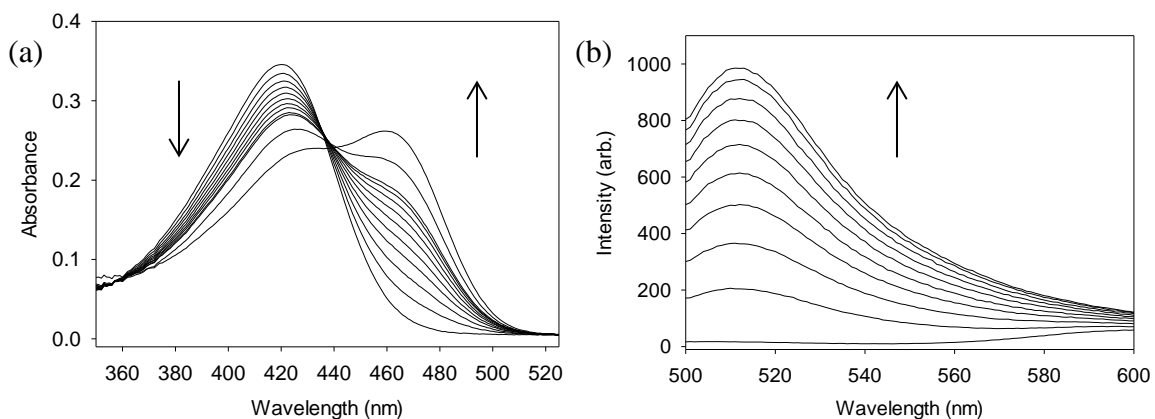 (a)
Absorbance
0.4
0.3
0.2
0.1
0.0
360 380 400 420 440 460 480 500 520
Wavelength (nm)
(b)
Intensity (arb.)
1000
800
600
400
200
0
500 520 540 560 580 600
Wavelength (nm)